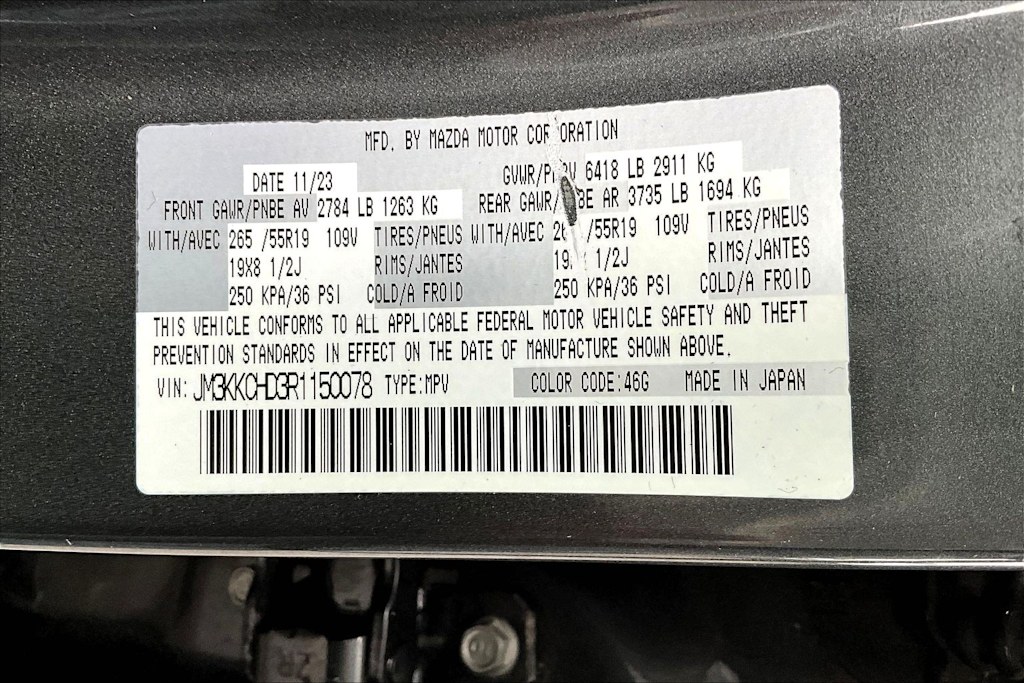 MFD. BY MAZDA MOTOR CORPORATION
DATE 11/23 GVWR/PNBV 6418 LB 2911 KG
FRONT GAWR/PNBE AV 2784 LB 1263 KG REAR GAWR/PNBE AR 3735 LB 1694 KG
WITH/AVEC 265 /55R19 109V TIRES/PNEUS WITH/AVEC 265 /55R19 109V TIRES/PNEUS
19X8 1/2J RIMS/JANTES 19X8 1/2J RIMS/JANTES
250 KPA/36 PSI COLD/A FROID 250 KPA/36 PSI COLD/A FROID
THIS VEHICLE CONFORMS TO ALL APPLICABLE FEDERAL MOTOR VEHICLE SAFETY AND THEFT
PREVENTION STANDARDS IN EFFECT ON THE DATE OF MANUFACTURE SHOWN ABOVE.
VIN: JM3KKCHD3R1150078 TYPE:MPV COLOR CODE:46G MADE IN JAPAN